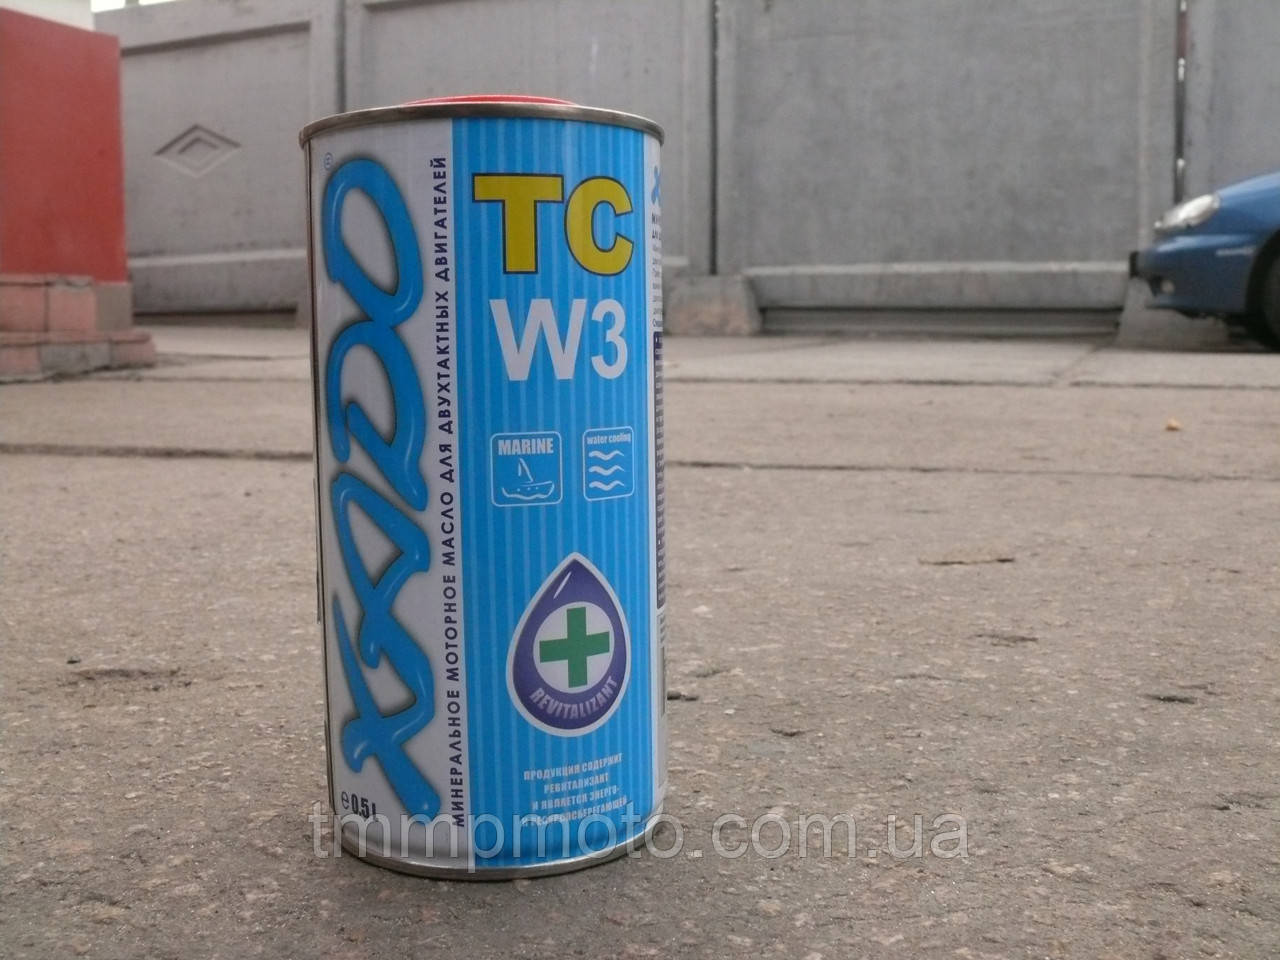 XADO®
МИНЕРАЛЬНОЕ МОТОРНОЕ МАСЛО ДЛЯ ДВУХТАКТНЫХ ДВИГАТЕЛЕЙ
TC
W3
MARINE
water cooling
REVITALIZANT
ПРОДУКЦИЯ СОДЕРЖИТ
РЕВИТАЛИЗАНТ
И ЯВЛЯЕТСЯ ЭНЕРГО-
И РЕСУРСОСБЕРЕГАЮЩЕЙ
℮ 0.5 L
tmmpmoto.com.ua